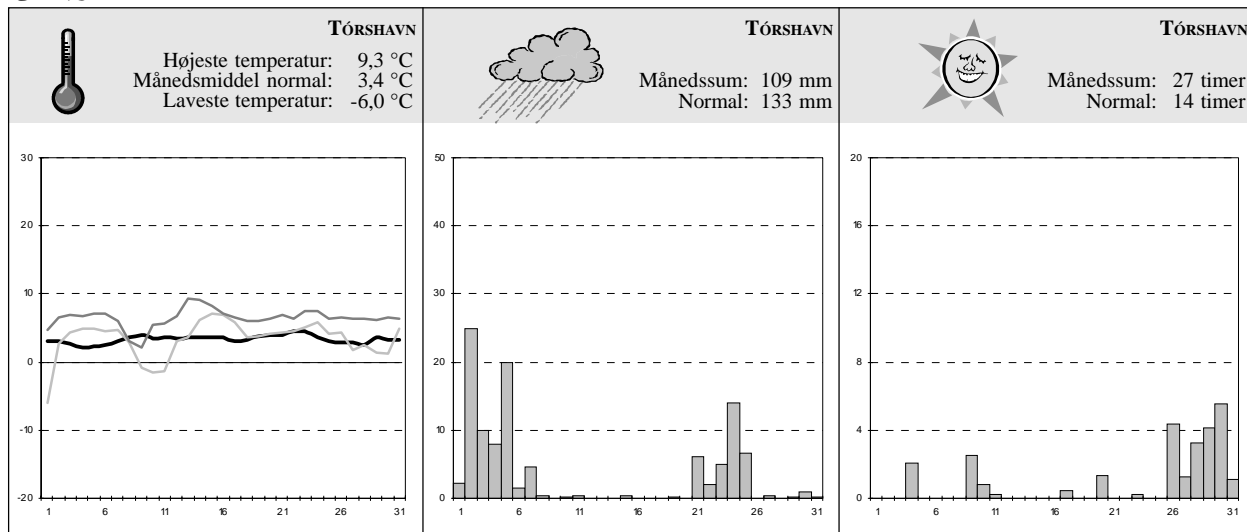 TÓRSHAVN
Højeste temperatur: 9,3 °C
Månedsmiddel normal: 3,4 °C
Laveste temperatur: -6,0 °C
30
20
10
0
-10
-20
1 6 11 16 21 26 31
TÓRSHAVN
Månedssum: 109 mm
Normal: 133 mm
50
40
30
20
10
0
1 6 11 16 21 26 31
TÓRSHAVN
Månedssum: 27 timer
Normal: 14 timer
20
16
12
8
4
0
1 6 11 16 21 26 31